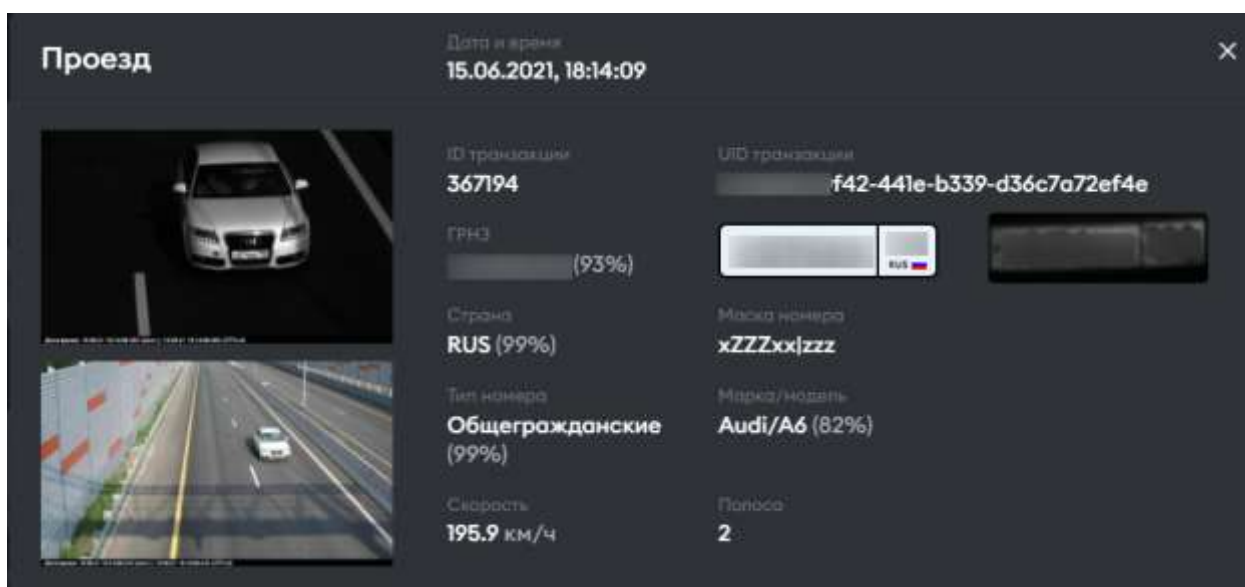 Проезд
Дата и время
15.06.2021, 18:14:09
ID транзакции
367194
UID транзакции
f42-441e-b339-d36c7a72ef4e
ГРНЗ
(93%)
RUS
Страна
RUS (99%)
Маска номера
xZZZxx|zzz
Тип номера
Общегражданские
(99%)
Марка/модель
Audi/A6 (82%)
Скорость
195.9 км/ч
Полоса
2